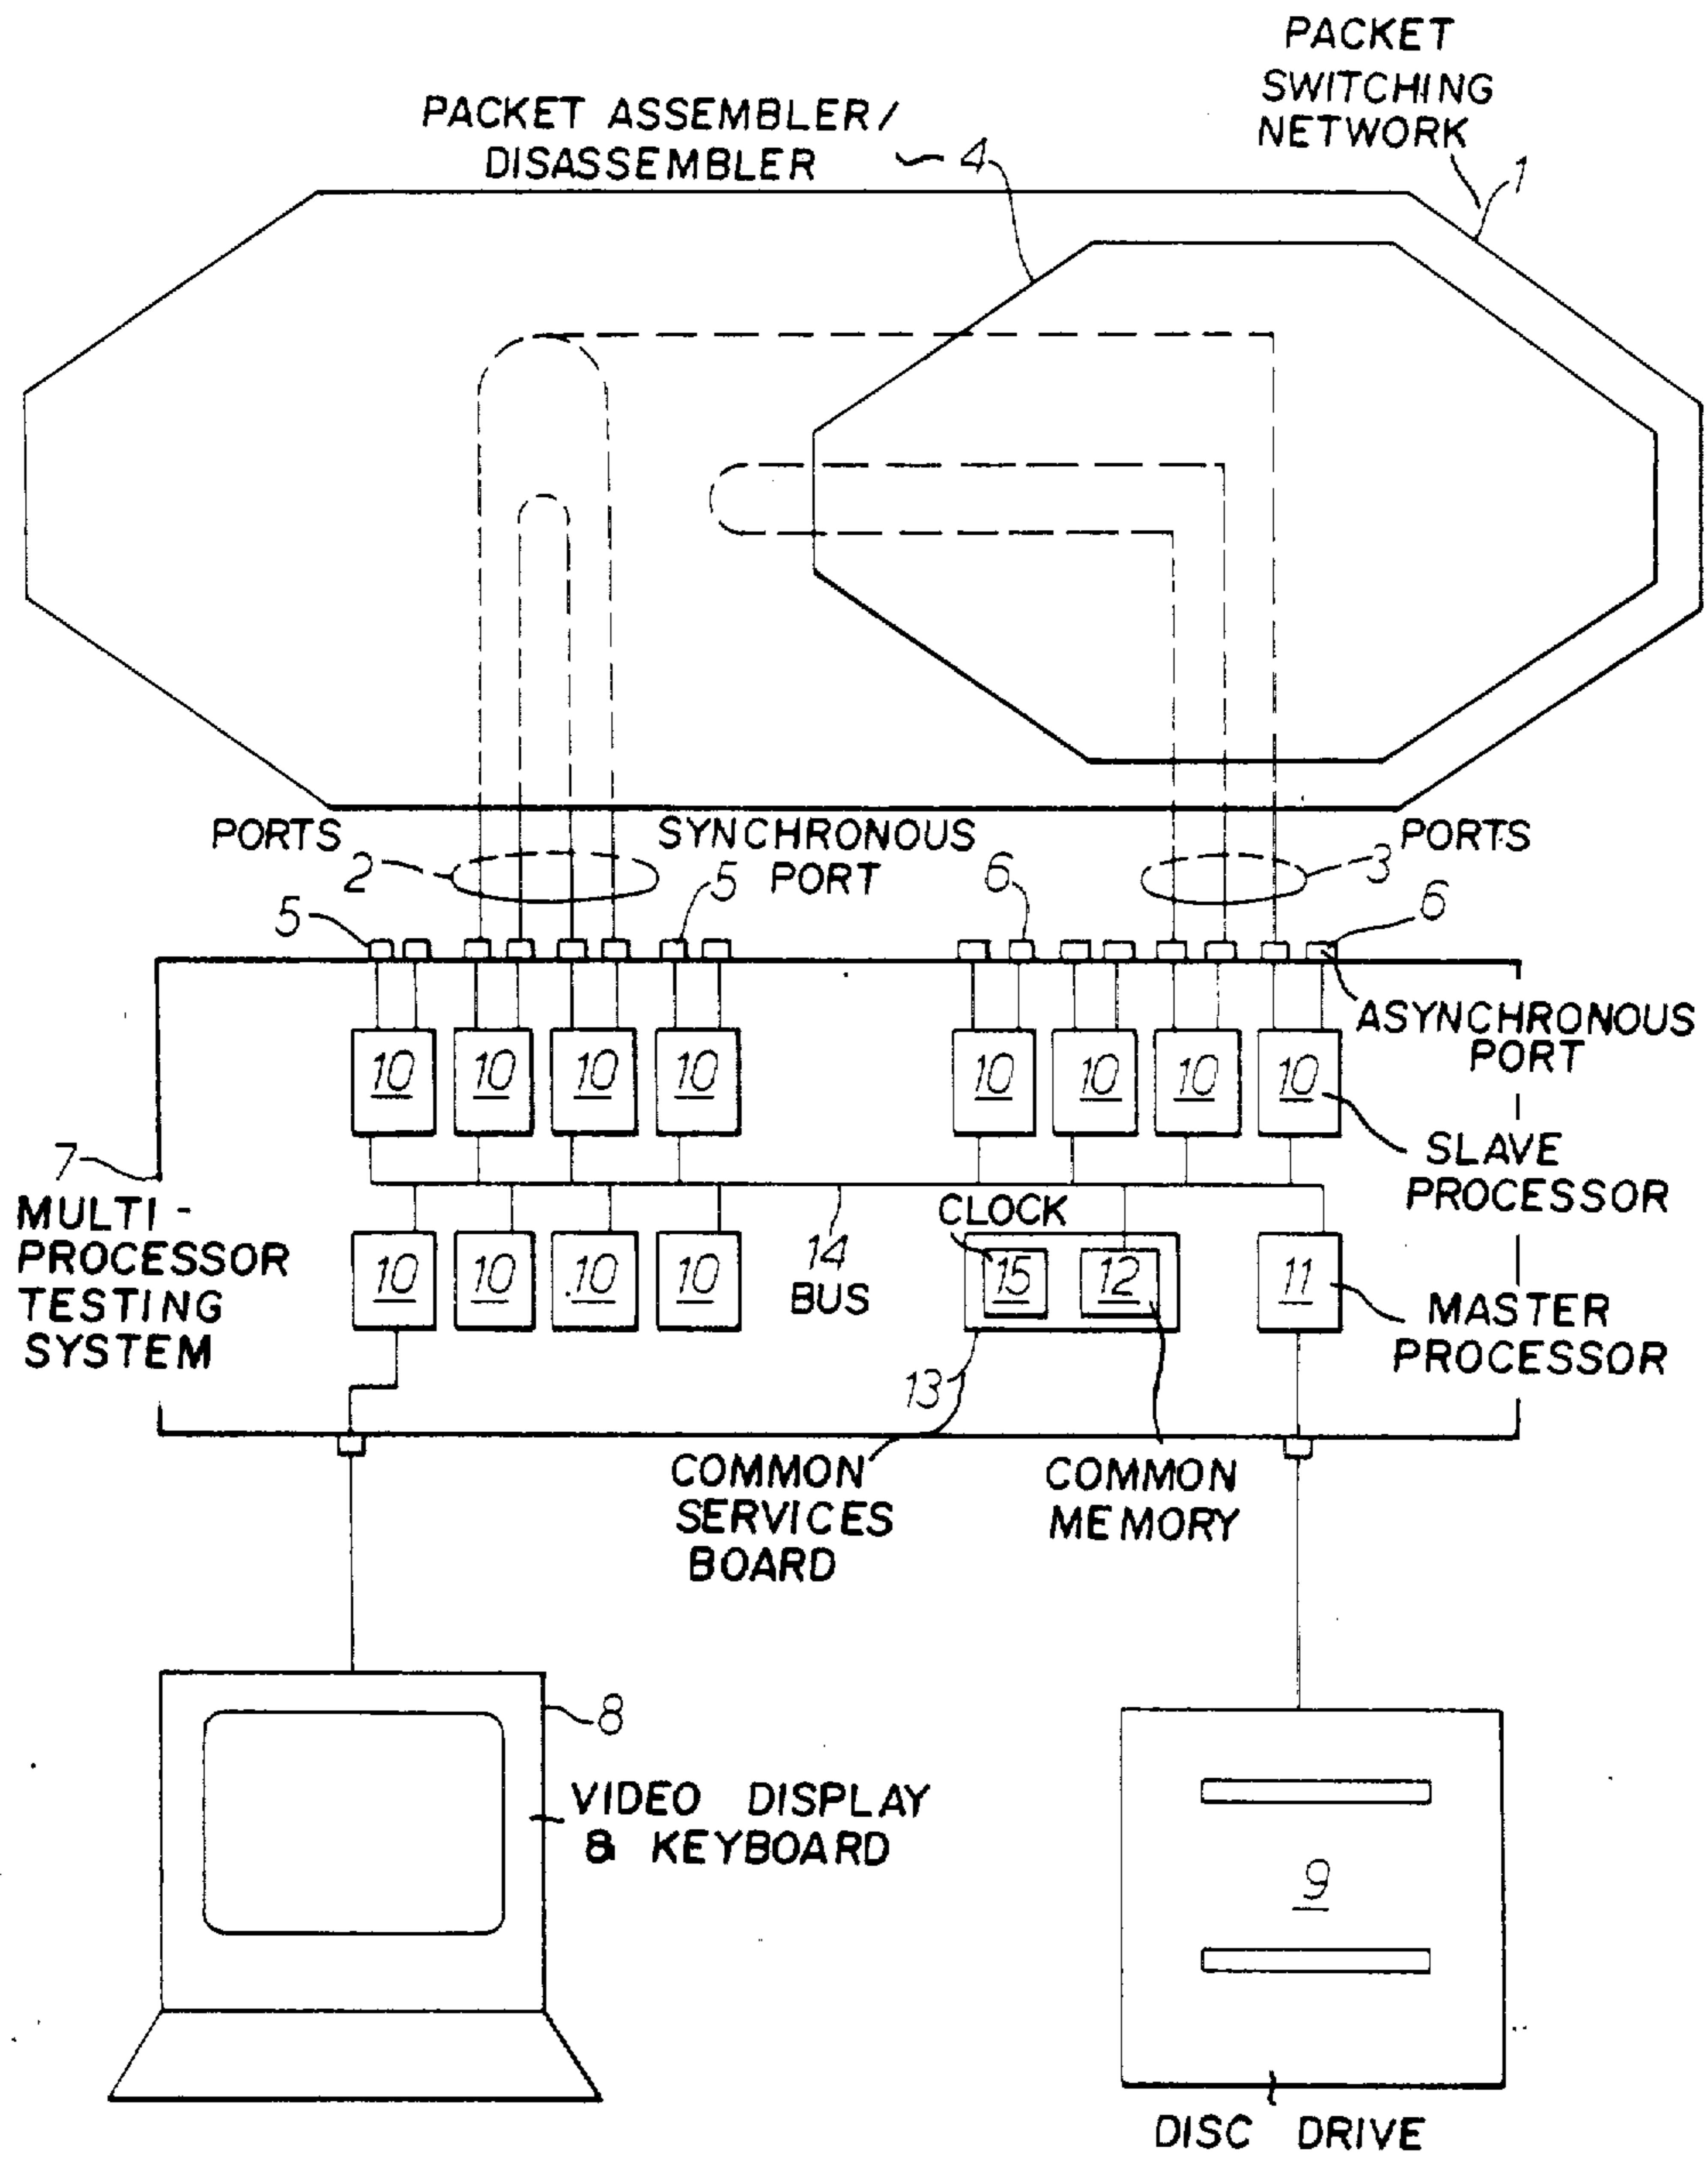 PACKET
SWITCHING
NETWORK
PACKET ASSEMBLER/
DISASSEMBLER
4
1
PORTS
2
SYNCHRONOUS
PORT
5
5
6
3
PORTS
6
ASYNCHRONOUS
PORT
10 10 10 10 10 10 10 10
SLAVE
PROCESSOR
7
MULTI-
PROCESSOR
TESTING
SYSTEM
CLOCK
10 10 10 10
14
BUS
15 12
11
MASTER
PROCESSOR
13
COMMON
SERVICES
BOARD
COMMON
MEMORY
8
VIDEO DISPLAY
& KEYBOARD
9
DISC DRIVE